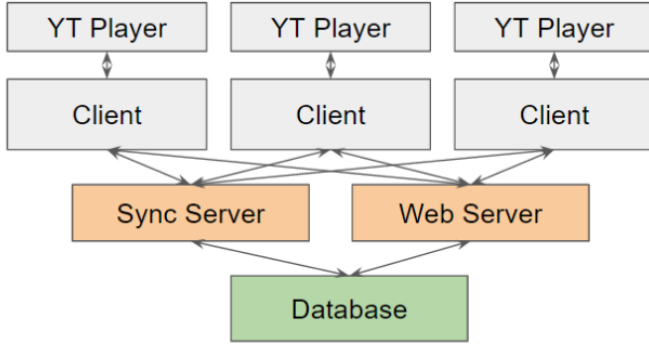 YT Player YT Player YT Player
Client Client Client
Sync Server Web Server
Database